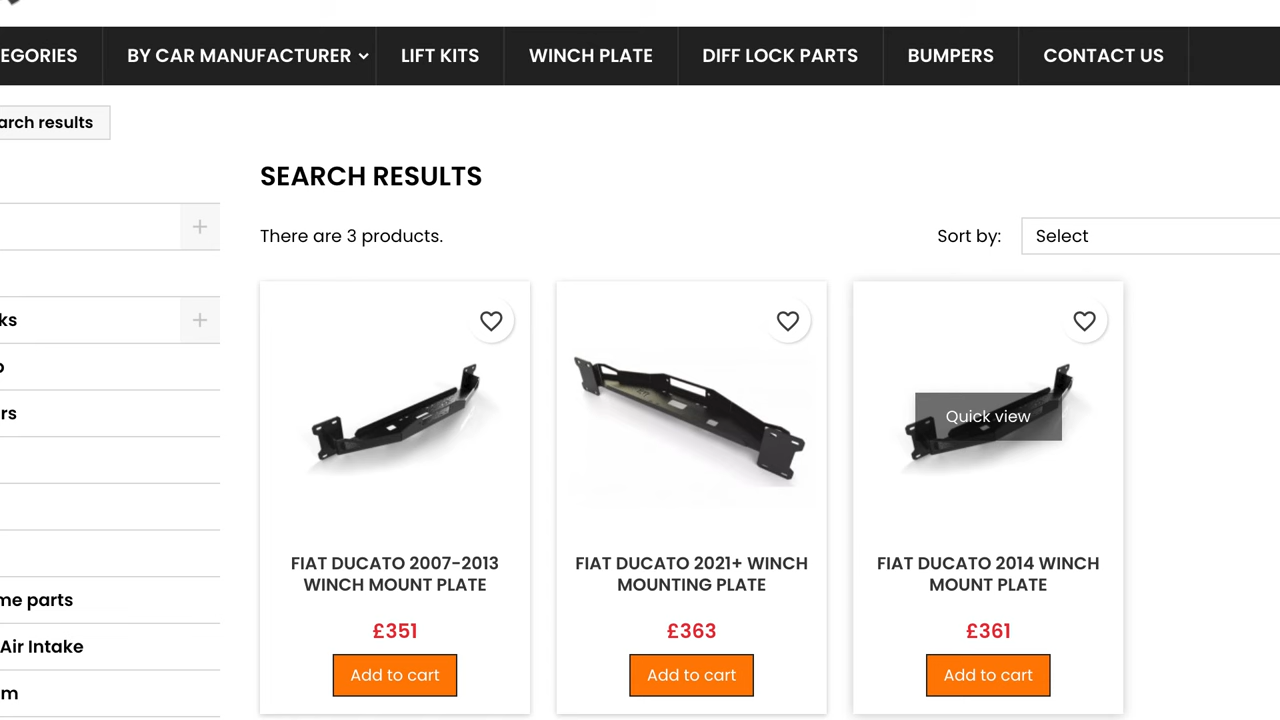 EGORIES BY CAR MANUFACTURER LIFT KITS WINCH PLATE DIFF LOCK PARTS BUMPERS CONTACT US
arch results
SEARCH RESULTS
There are 3 products.
Sort by: Select
ks
rs
me parts
Air Intake
m
Quick view
FIAT DUCATO 2007-2013
WINCH MOUNT PLATE
£351
Add to cart
FIAT DUCATO 2021+ WINCH
MOUNTING PLATE
£363
Add to cart
FIAT DUCATO 2014 WINCH
MOUNT PLATE
£361
Add to cart